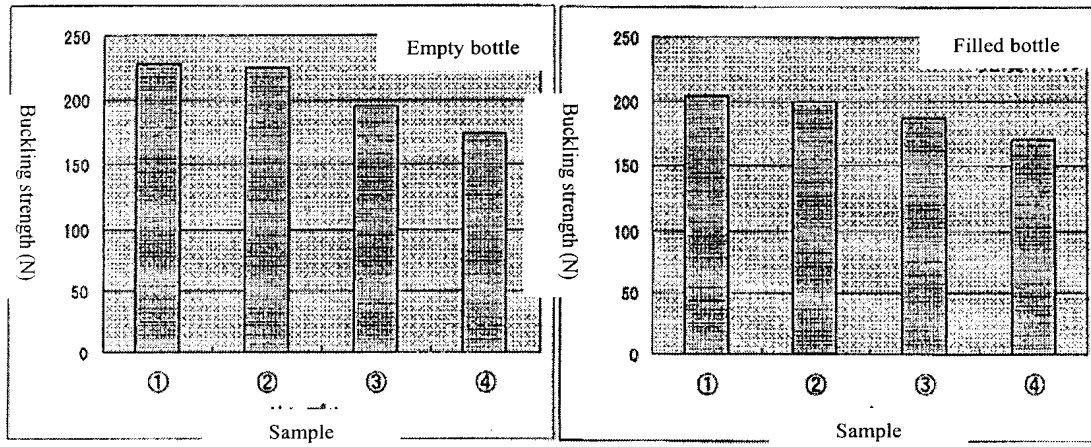 Empty bottle
250
200
150
100
50
0
Buckling strength (N)
① ② ③ ④
Sample
Filled bottle
250
200
150
100
50
0
Buckling strength (N)
① ② ③ ④
Sample